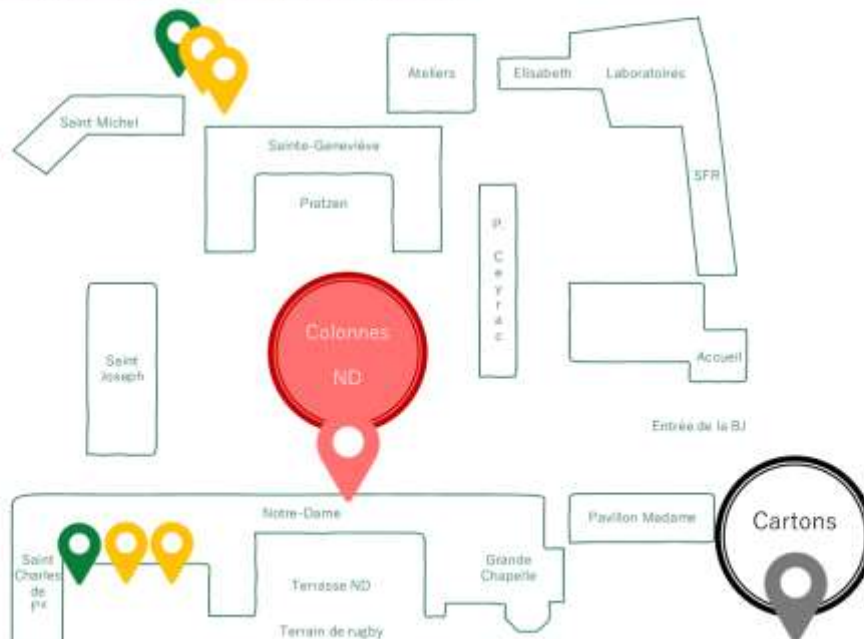 Ateliers
Elisabeth
Laboratoires
Saint Michel
Sainte-Geneviève
SFR
Pratzen
P. Ceyrac
Colonnes
ND
Saint
Joseph
Accueil
Entrée de la BJ
Notre-Dame
Pavillon Madame
Cartons
Saint
Charles
de
Grande
Chapelle
Terrasse ND
Terrain de rugby